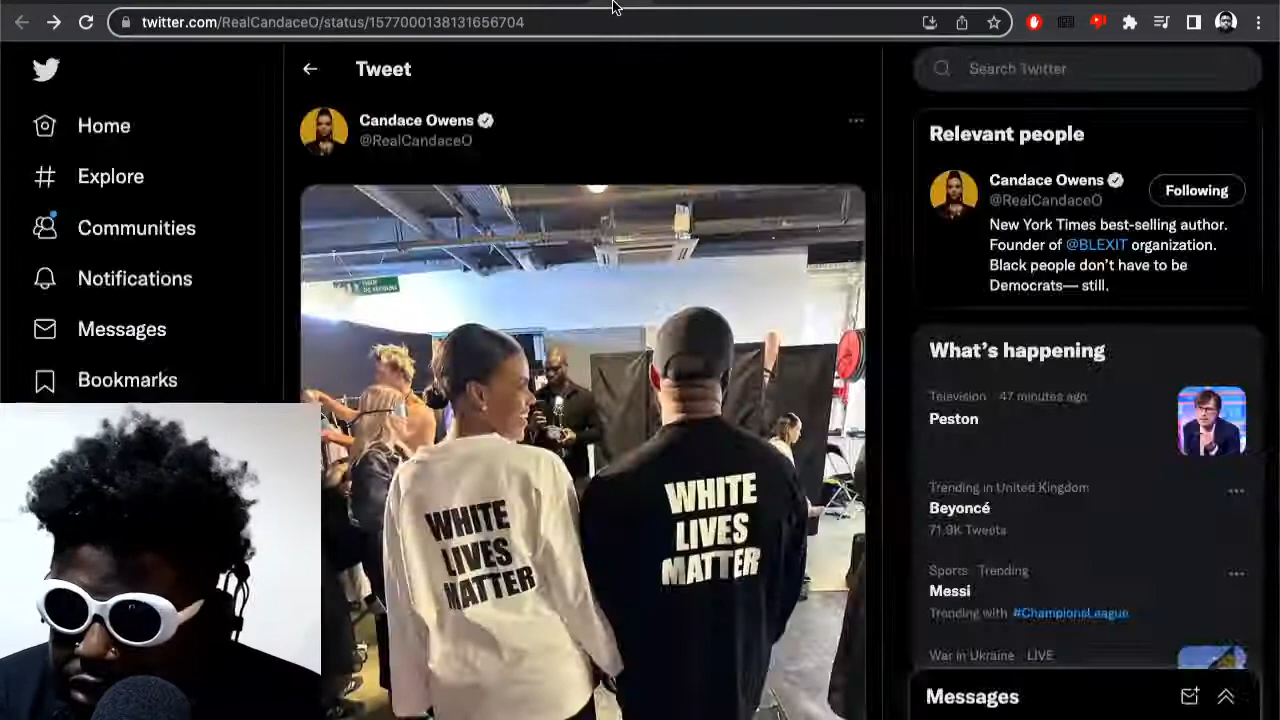 twitter.com/RealCandaceO/status/1577000138131656704
Home
Explore
Communities
Notifications
Messages
Bookmarks
Tweet
Candace Owens
@RealCandaceO
WHITE
LIVES
MATTER
WHITE
LIVES
MATTER
Search Twitter
Relevant people
Candace Owens
@RealCandaceO
Following
New York Times best-selling author.
Founder of @BLEXIT organization.
Black people don’t have to be
Democrats— still.
What’s happening
Television · 47 minutes ago
Peston
Trending in United Kingdom
Beyoncé
71.9K Tweets
Sports · Trending
Messi
Trending with #ChampionsLeague
War in Ukraine · LIVE
Messages